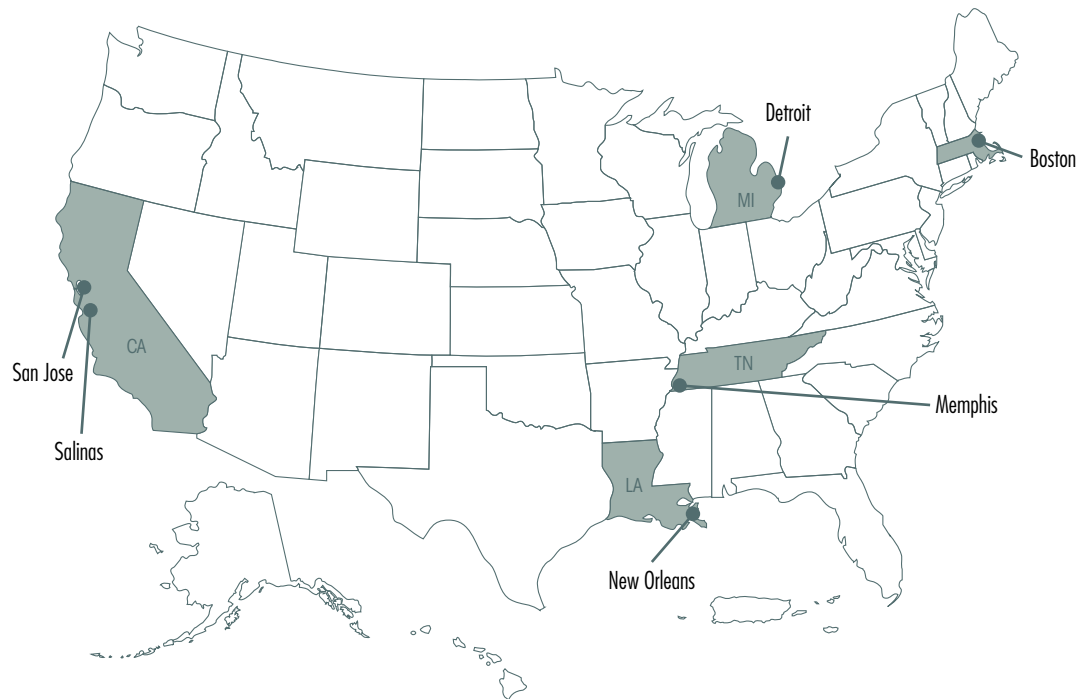 Detroit
Boston
MI
CA
San Jose
TN
Memphis
Salinas
LA
New Orleans